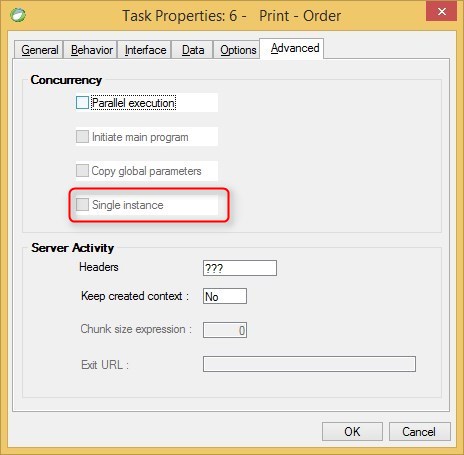 Task Properties: 6 - Print - Order
General Behavior Interface Data Options Advanced
Concurrency
Parallel execution
Initiate main program
Copy global parameters
Single instance
Server Activity
Headers ???
Keep created context : No
Chunk size expression : 0
Exit URL :
OK Cancel